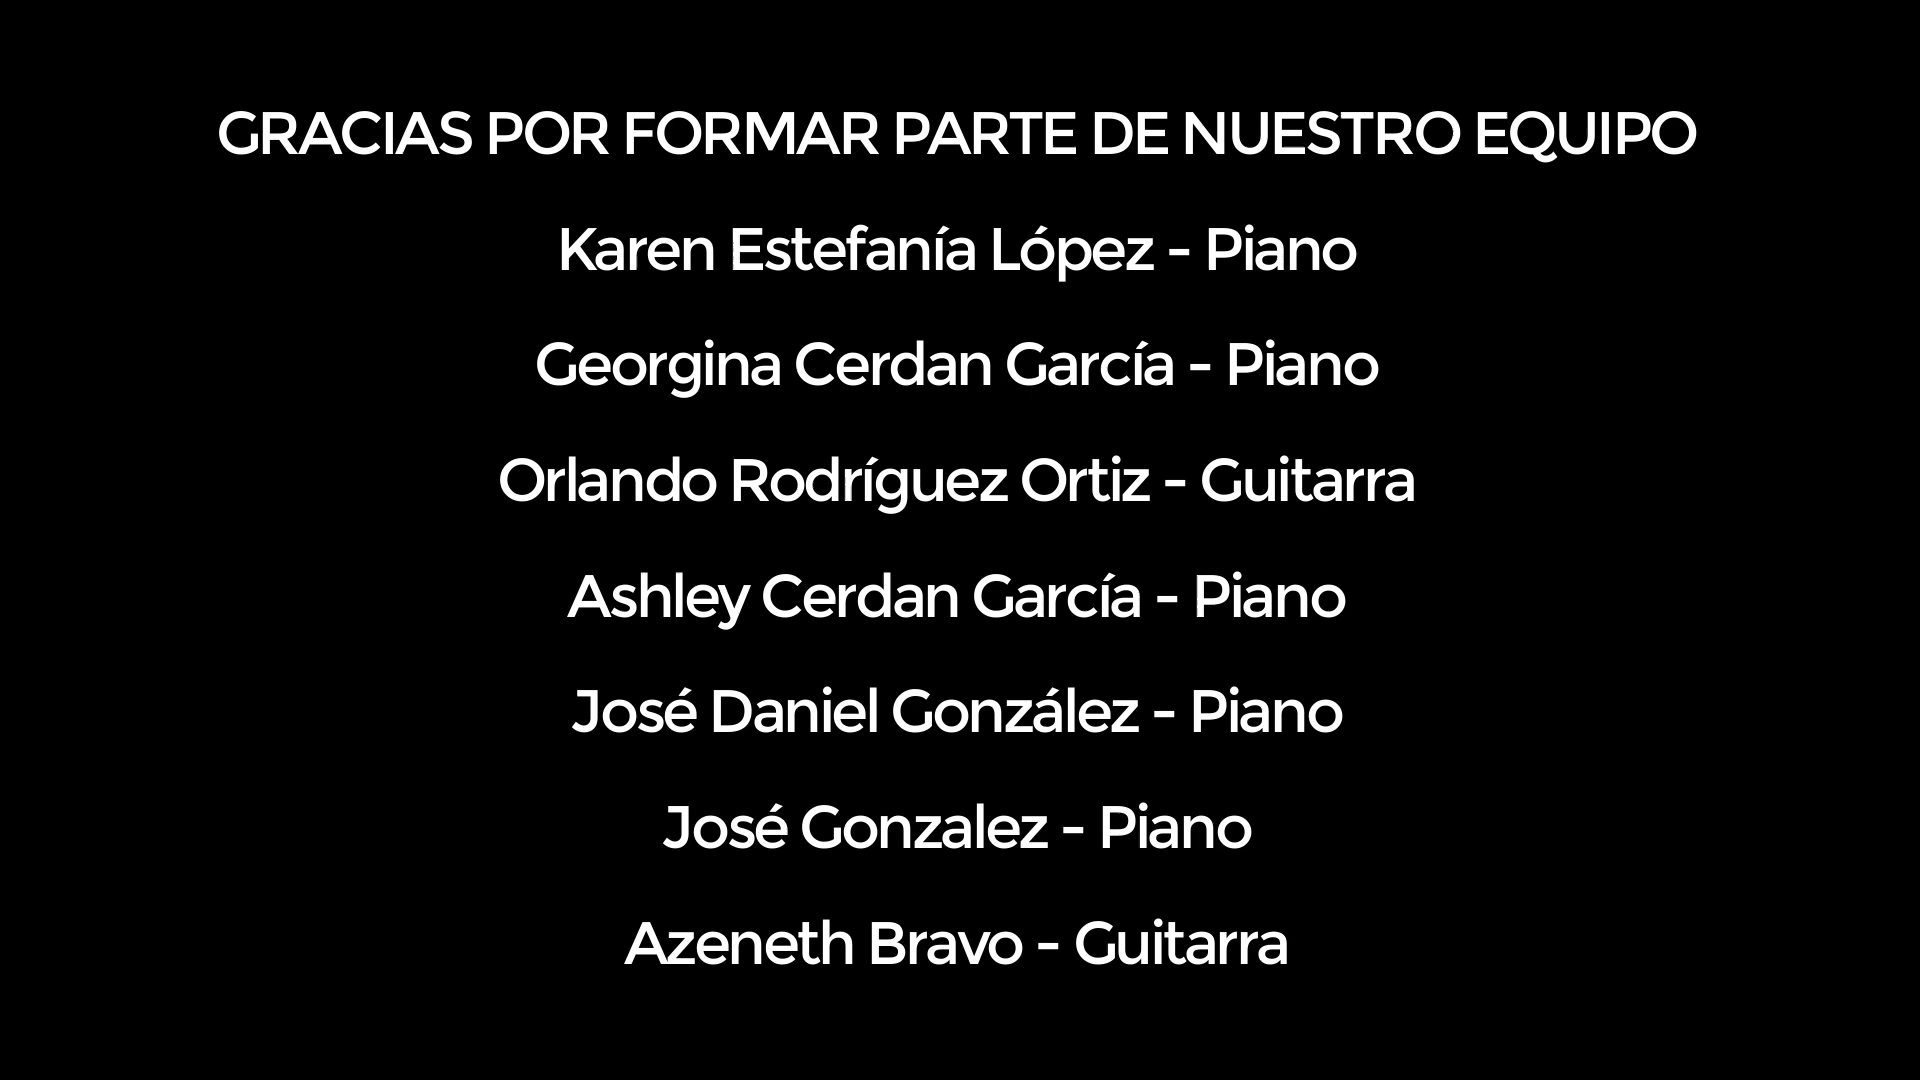 GRACIAS POR FORMAR PARTE DE NUESTRO EQUIPO
Karen Estefanía López - Piano
Georgina Cerdan García - Piano
Orlando Rodríguez Ortiz - Guitarra
Ashley Cerdan García - Piano
José Daniel González - Piano
José Gonzalez - Piano
Azeneth Bravo - Guitarra